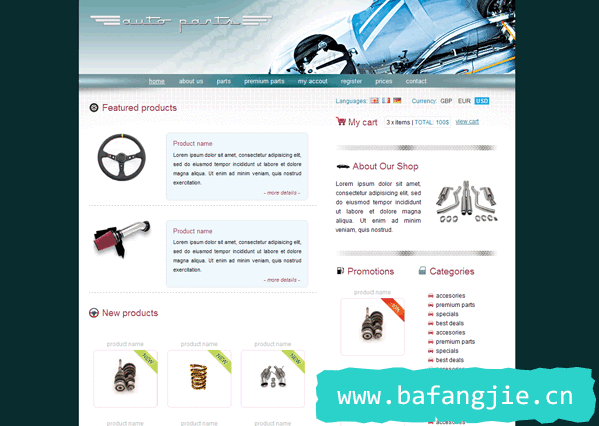 auto parts
home about us parts premium parts my accout register prices contact
Languages: Currency: GBP EUR USD
My cart 3 x items | TOTAL: 100$ view cart
Featured products
Product name
Lorem ipsum dolor sit amet, consectetur adipisicing elit,
sed do eiusmod tempor incididunt ut labore et dolore
magna aliqua. Ut enim ad minim veniam, quis nostrud
exercitation.
- more details -
Product name
Lorem ipsum dolor sit amet, consectetur adipisicing elit,
sed do eiusmod tempor incididunt ut labore et dolore
magna aliqua. Ut enim ad minim veniam, quis nostrud
exercitation.
- more details -
New products
product name product name product name
NEW NEW NEW
product name product name product name
About Our Shop
Lorem ipsum dolor sit amet,
consectetur adipisicing elit, sed
do eiusmod tempor incididunt
ut labore et dolore magna
aliqua. Ut enim ad minim
veniam, quis nostrud.
Promotions
product name
Categories
accesories
premium parts
specials
best deals
accesories
premium parts
specials
best deals
accesories
www.bafangjie.cn